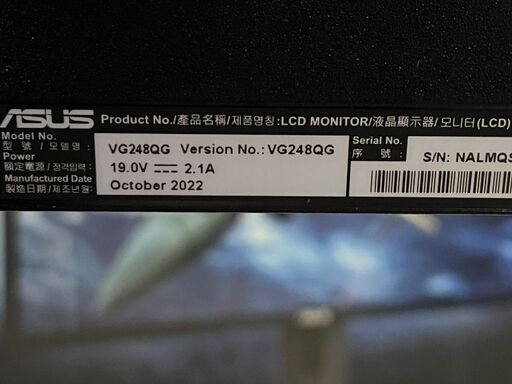 ASUS Product No./產品名稱/제품명칭:LCD MONITOR/液晶顯示器/모니터(LCD)
Model No.
型 號 / 모델명 : VG248QG Version No.:VG248QG
Power
額定電源 / 정격입력 : 19.0V ⎓ 2.1A
製造日期 / 제조년월: October 2022
Serial No.
序 號 : S/N: NALMQS